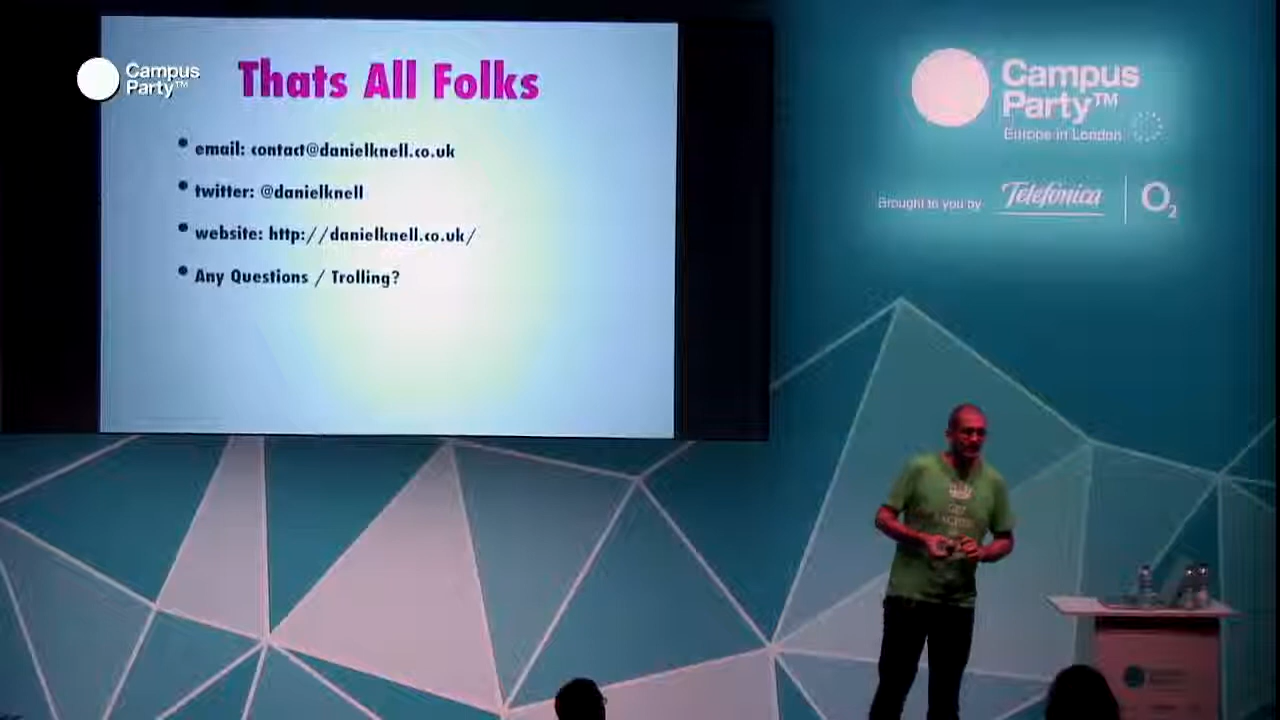 Campus
Party™
Thats All Folks
email: contact@danielknell.co.uk
twitter: @danielknell
website: http://danielknell.co.uk/
Any Questions / Trolling?
Campus
Party™
Europe in London
Brought to you by Telefónica O2